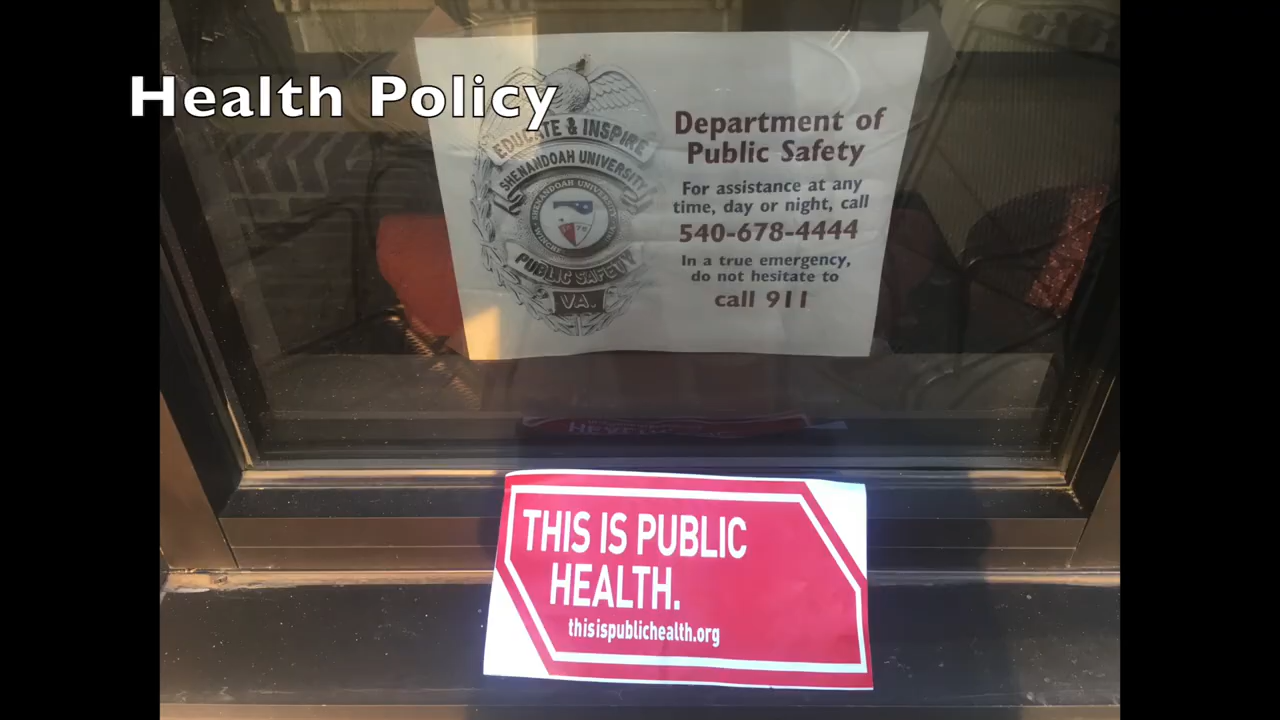 Health Policy
EDUCATE & INSPIRE
SHENANDOAH UNIVERSITY
SHENANDOAH UNIVERSITY
PUBLIC SAFETY
VA.
Department of
Public Safety
For assistance at any
time, day or night, call
540-678-4444
In a true emergency,
do not hesitate to
call 911
THIS IS PUBLIC
HEALTH.
thisispublichealth.org